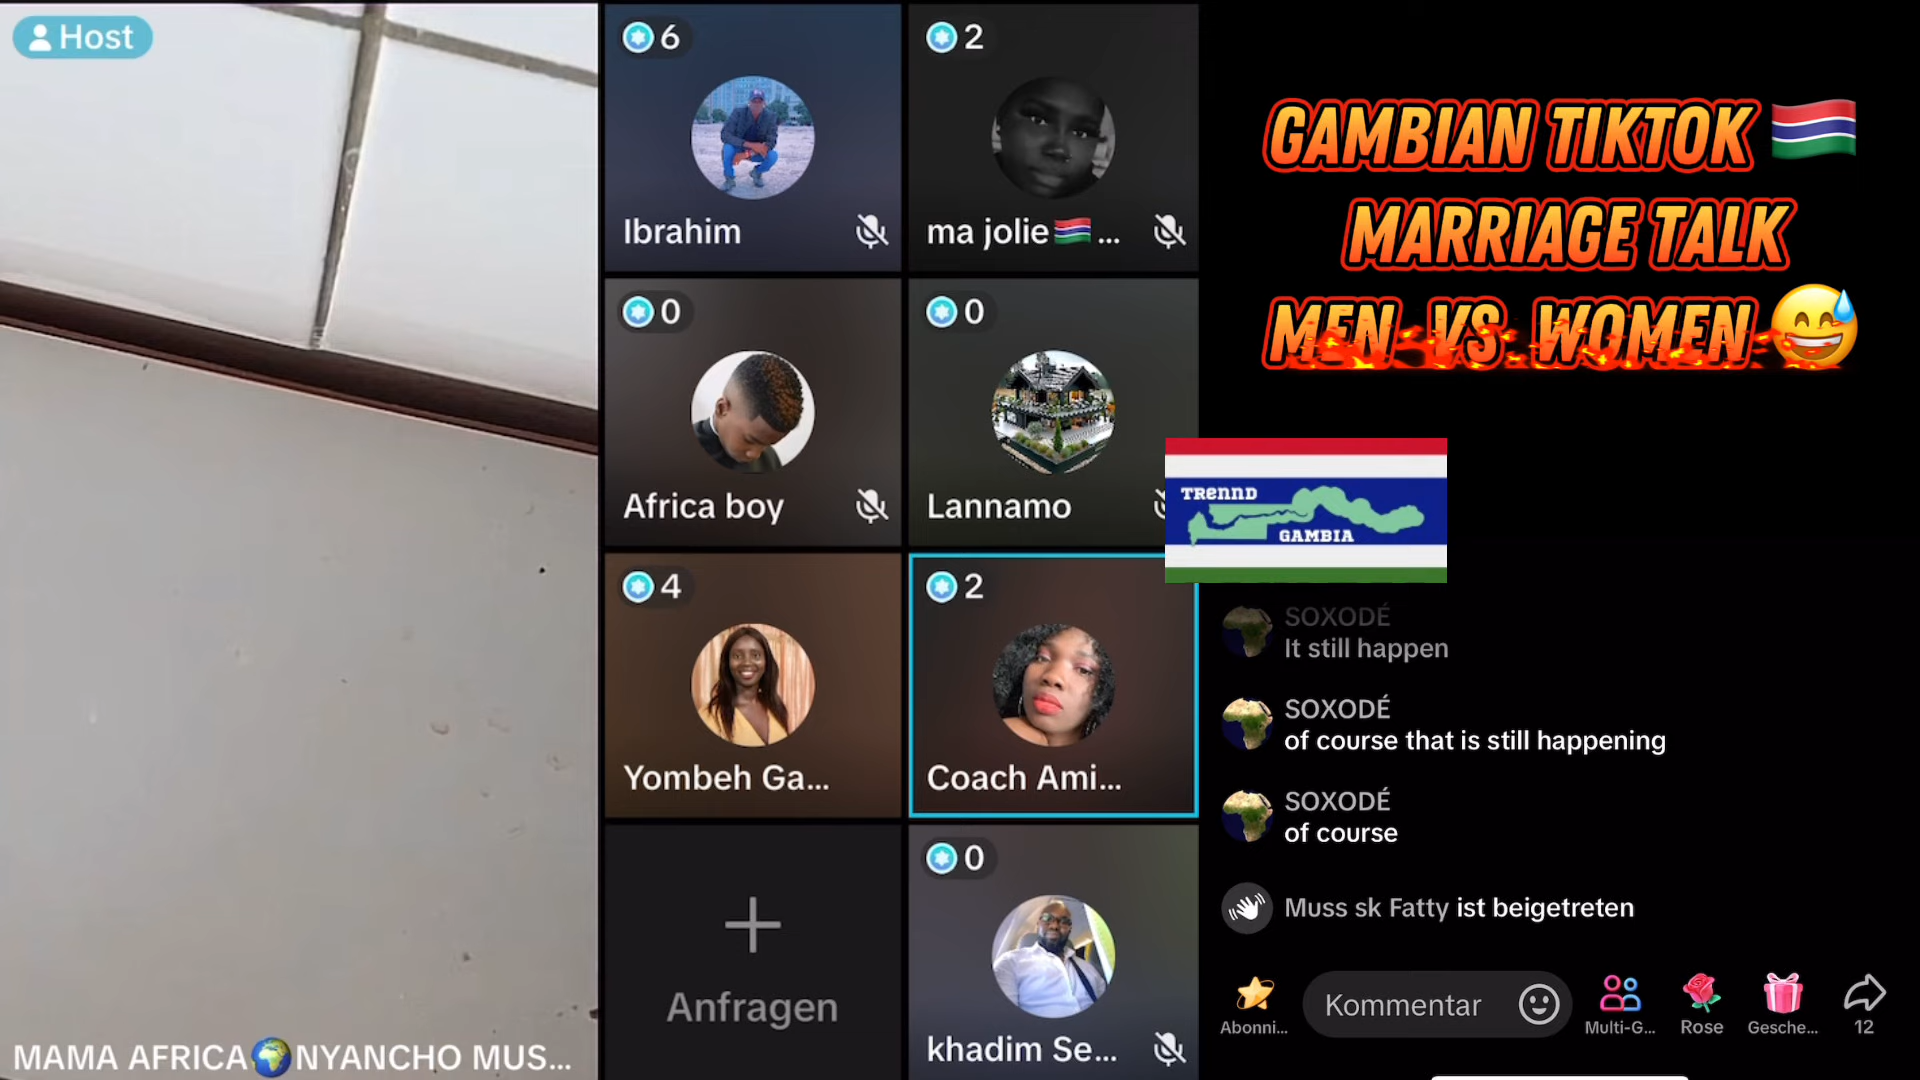 Host
MAMA AFRICA🌍NYANCHO MUS...
6
Ibrahim
2
ma jolie🇬🇲...
0
Africa boy
0
Lannamo
4
Yombeh Ga...
2
Coach Ami...
Anfragen
0
khadim Se...
GAMBIAN TIKTOK 🇬🇲
MARRIAGE TALK
MEN VS WOMEN 😅
TRENND
GAMBIA
SOXODÉ
It still happen
SOXODÉ
of course that is still happening
SOXODÉ
of course
Muss sk Fatty ist beigetreten
Abonni...
Kommentar
Multi-G...
Rose
Gesche...
12